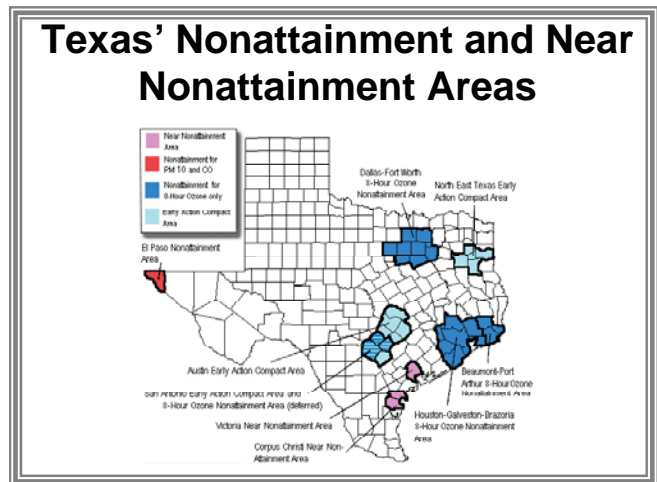 Texas’ Nonattainment and Near
Nonattainment Areas
Near Nonattainment
Area
Nonattainment for
PM 10 and CO
Nonattainment for
8-Hour Ozone only
Early Action Compact
Area
El Paso Nonattainment
Area
Dallas-Fort Worth
8-Hour Ozone
Nonattainment Area
North East Texas Early
Action Compact Area
Austin Early Action Compact Area
San Antonio Early Action Compact Area and
8-Hour Ozone Nonattainment Area (deferred)
Victoria Near Nonattainment Area
Corpus Christi Near Non-
Attainment Area
Beaumont-Port
Arthur 8-Hour Ozone
Nonattainment Area
Houston-Galveston-Brazoria
8-Hour Ozone Nonattainment
Area